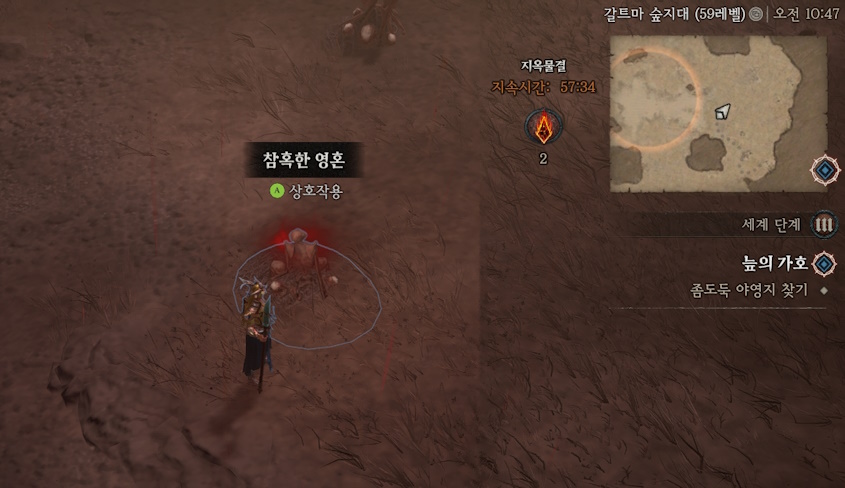 갈트마 숲지대 (59레벨) 오전 10:47
지옥물결
지속시간: 57:34
2
참혹한 영혼
A 상호작용
세계 단계
늪의 가호
좀도둑 야영지 찾기